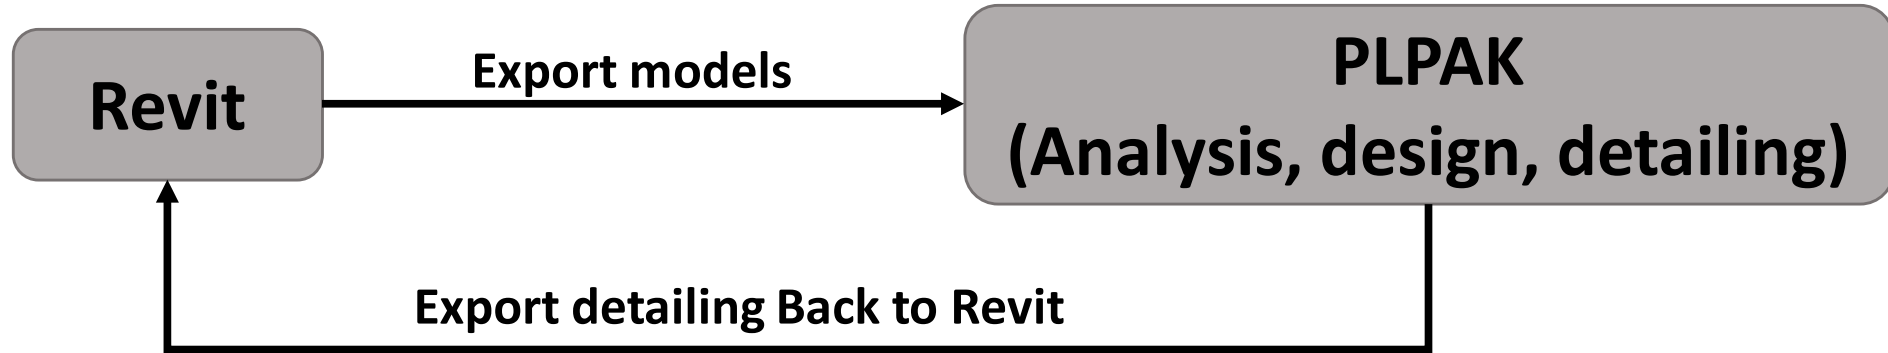 Revit
Export models
PLPAK
(Analysis, design, detailing)
Export detailing Back to Revit